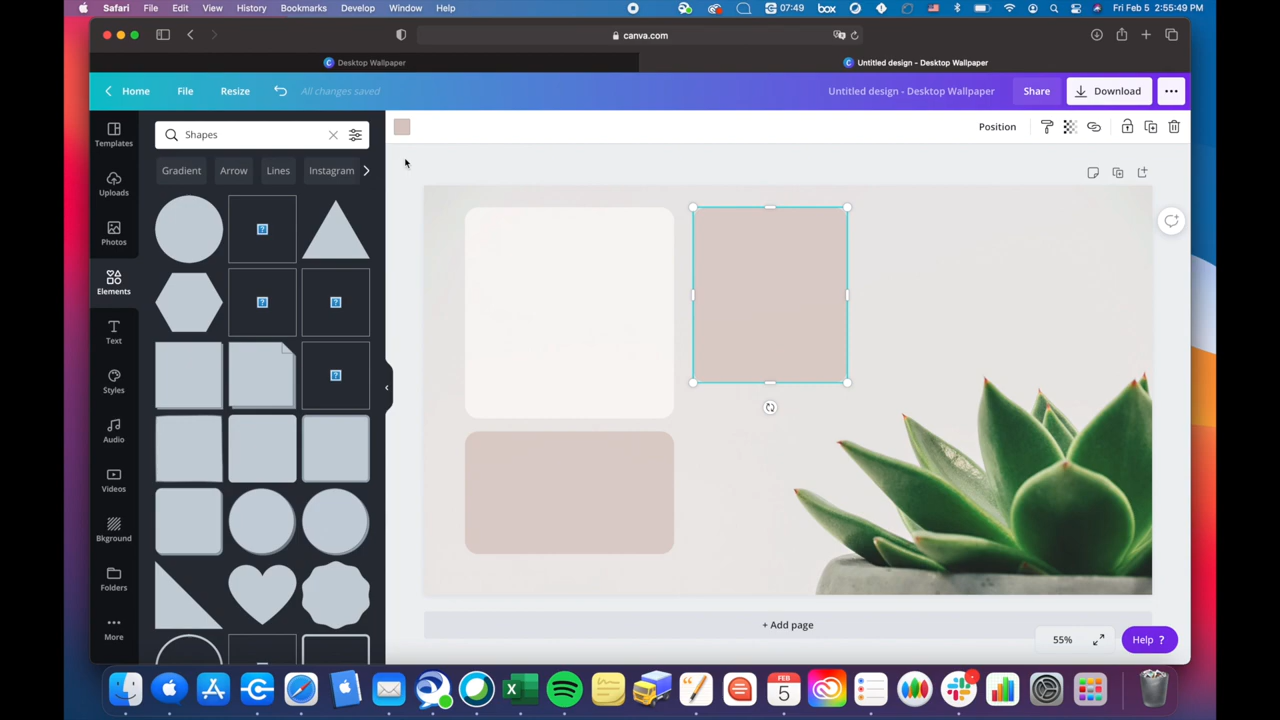 Safari File Edit View History Bookmarks Develop Window Help 07:49 Fri Feb 5 2:55:49 PM
canva.com
Desktop Wallpaper Untitled design - Desktop Wallpaper
Home File Resize All changes saved Untitled design - Desktop Wallpaper Share Download
Templates
Shapes
Position
Gradient Arrow Lines Instagram
Uploads
Photos
Elements
Text
Styles
Audio
Videos
Bkground
Folders
More
+ Add page
55% Help ?
FEB
5